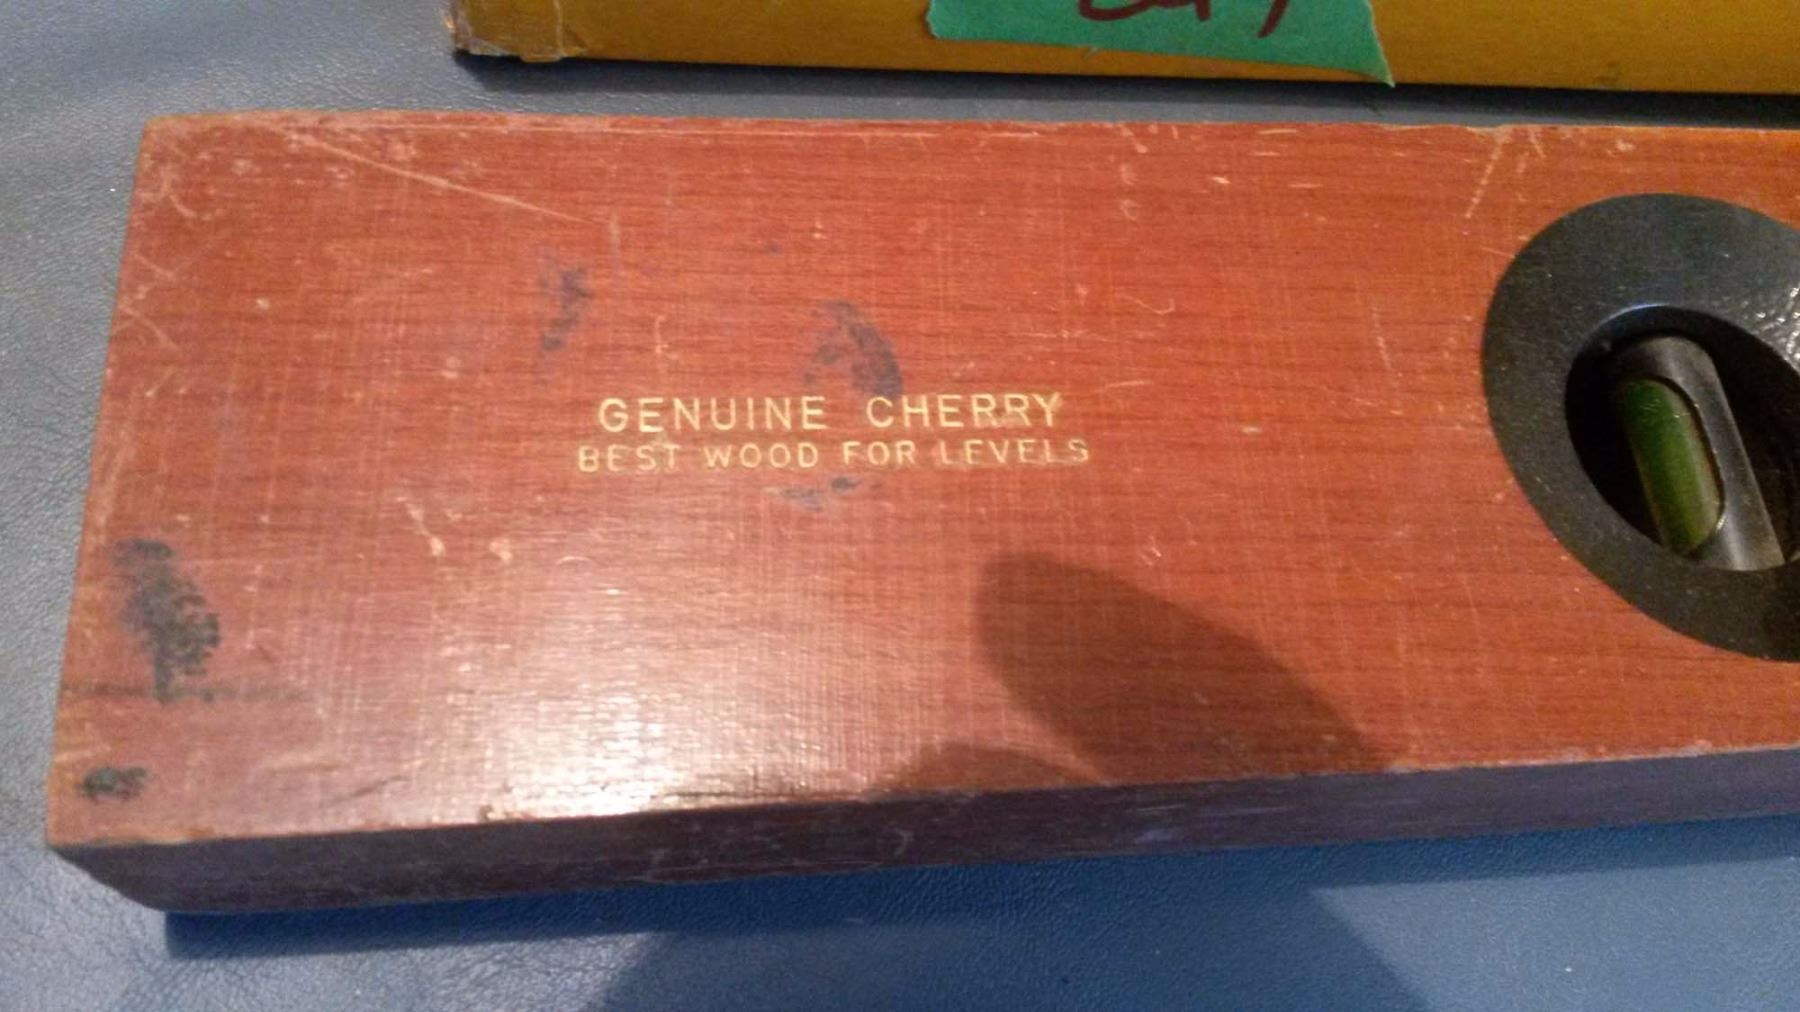 GENUINE CHERRY
BEST WOOD FOR LEVELS